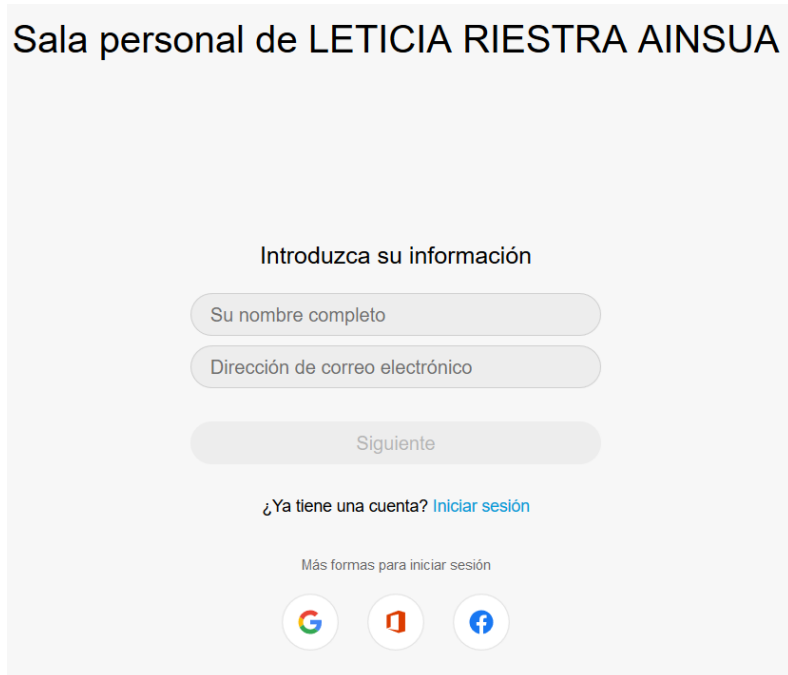 Sala personal de LETICIA RIESTRA AINSUA
Introduzca su información
Su nombre completo
Dirección de correo electrónico
Siguiente
¿Ya tiene una cuenta? Iniciar sesión
Más formas para iniciar sesión